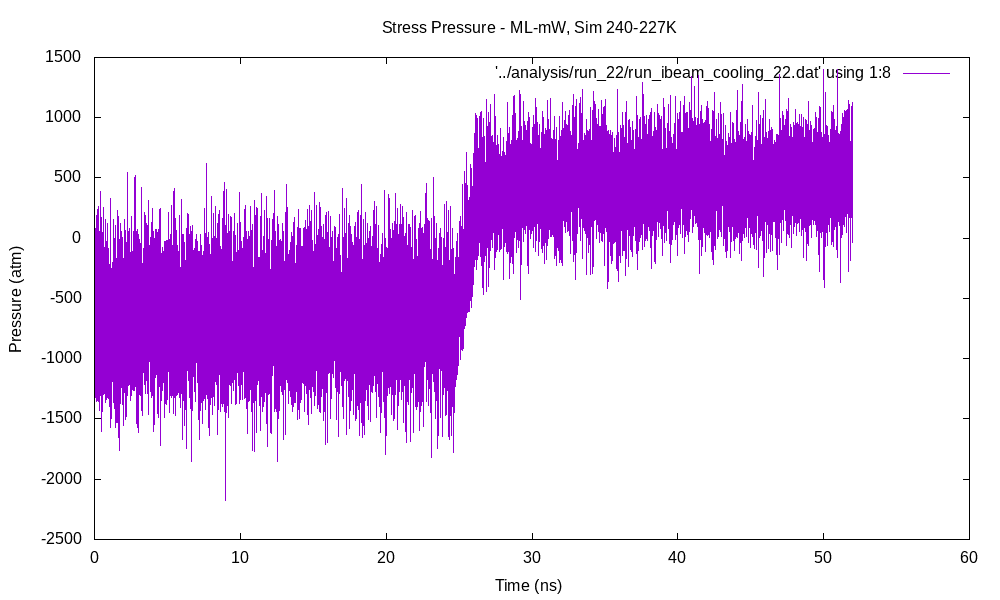 Stress Pressure - ML-mW, Sim 240-227K
'../analysis/run_22/run_ibeam_cooling_22.dat' using 1:8
1500
1000
500
0
-500
-1000
-1500
-2000
-2500
Pressure (atm)
0 10 20 30 40 50 60
Time (ns)